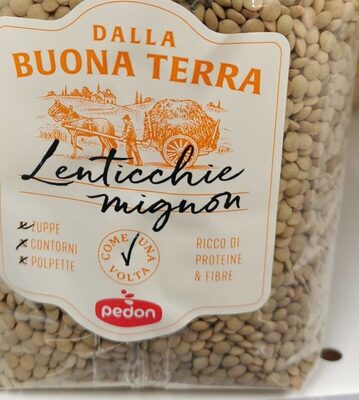 DALLA
BUONA TERRA
Lenticchie
mignon
ZUPPE
CONTORNI
POLPETTE
COME UNA
VOLTA
RICCO DI
PROTEINE
& FIBRE
pedon